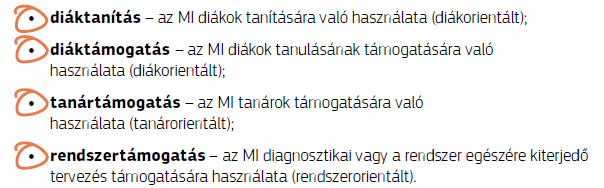 • diáktanítás – az MI diákok tanítására való használata (diákorientált);
• diáktámogatás – az MI diákok tanulásának támogatására való
használata (diákorientált);
• tanártámogatás – az MI tanárok támogatására való
használata (tanárorientált);
• rendszertámogatás – az MI diagnosztikai vagy a rendszer egészére kiterjedő
tervezés támogatására használata (rendszerorientált).